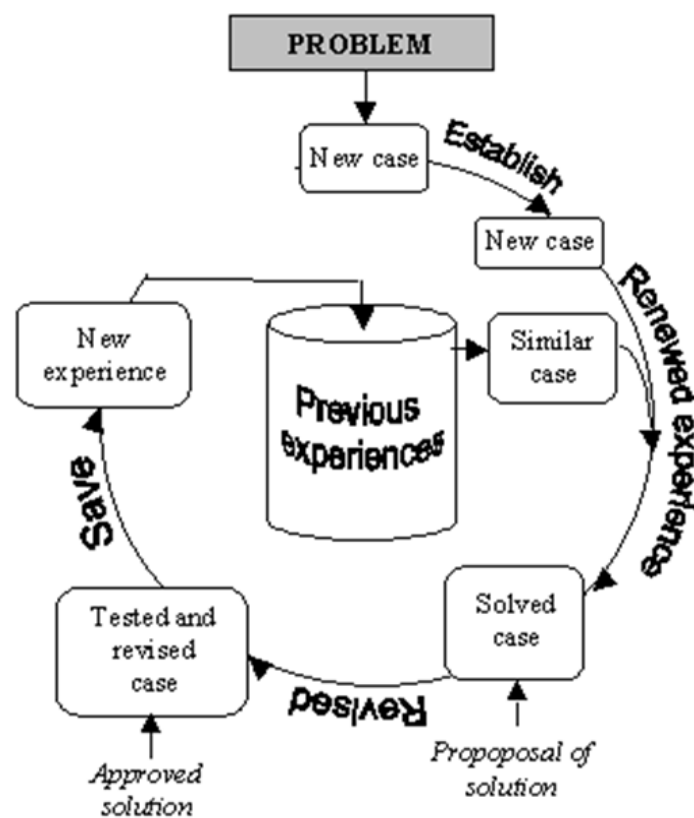 PROBLEM
New case
Establish
New case
Renewed experience
Similar
case
Previous
experiences
New
experience
Save
Solved
case
Tested and
revised
case
Revised
Propoposal of
solution
Approved
solution